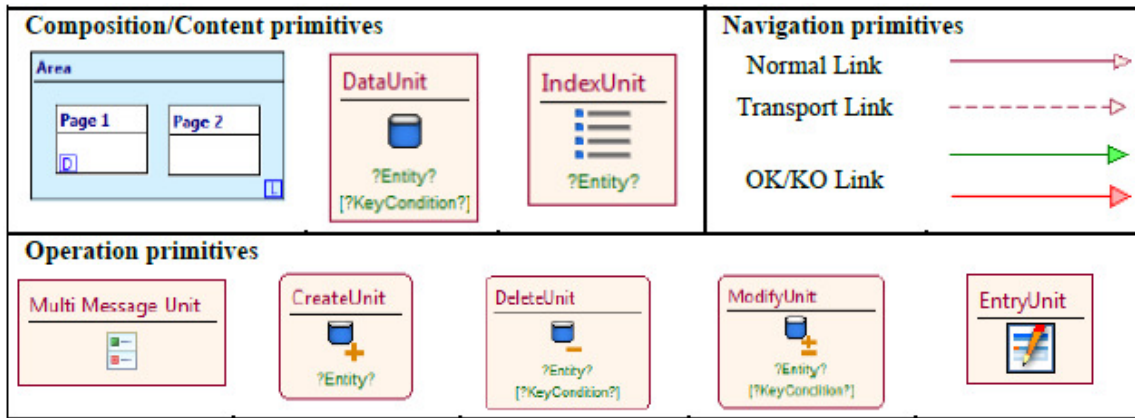 Composition/Content primitives
Area
Page 1
D
Page 2
L
DataUnit
?Entity?
[?KeyCondition?]
IndexUnit
?Entity?
Navigation primitives
Normal Link
Transport Link
OK/KO Link
Operation primitives
Multi Message Unit
CreateUnit
?Entity?
DeleteUnit
?Entity?
[?KeyCondition?]
ModifyUnit
?Entity?
[?KeyCondition?]
EntryUnit